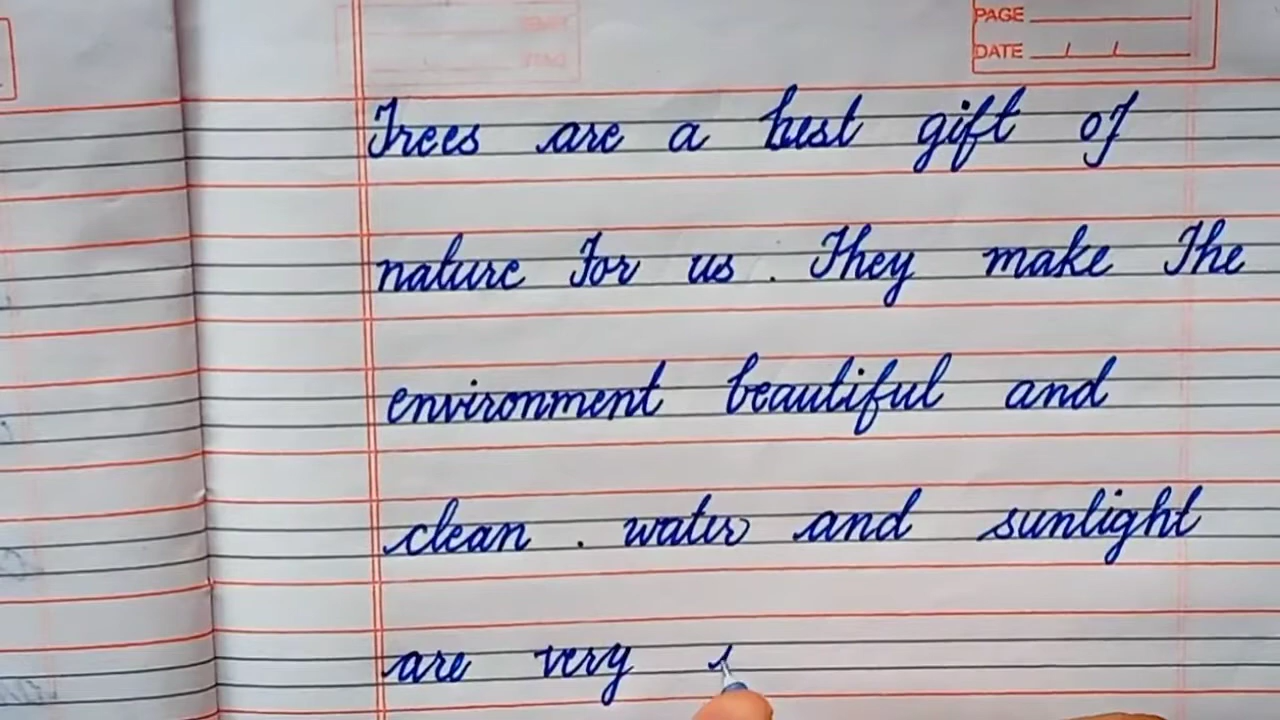 PAGE
DATE / /
Trees are a best gift of
nature for us . They make the
environment beautiful and
clean . water and sunlight
are very